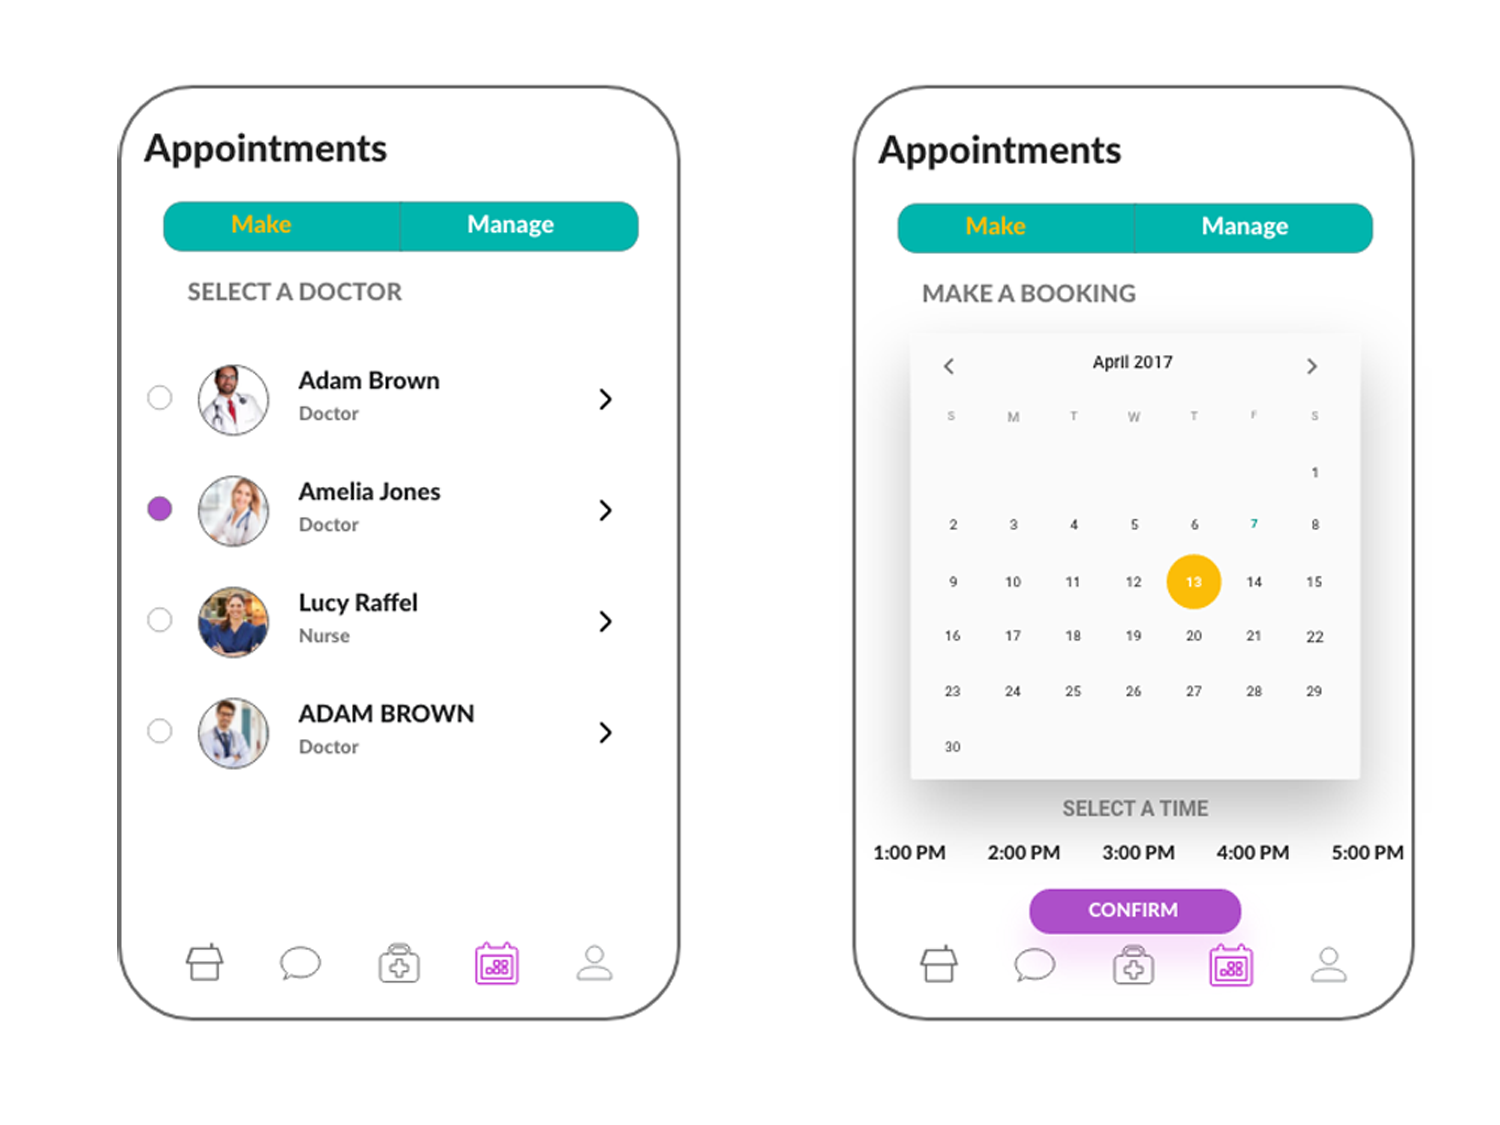 Appointments
Make Manage
SELECT A DOCTOR
Adam Brown
Doctor
Amelia Jones
Doctor
Lucy Raffel
Nurse
ADAM BROWN
Doctor
Appointments
Make Manage
MAKE A BOOKING
April 2017
S M T W T F S
1
2 3 4 5 6 7 8
9 10 11 12 13 14 15
16 17 18 19 20 21 22
23 24 25 26 27 28 29
30
SELECT A TIME
1:00 PM 2:00 PM 3:00 PM 4:00 PM 5:00 PM
CONFIRM